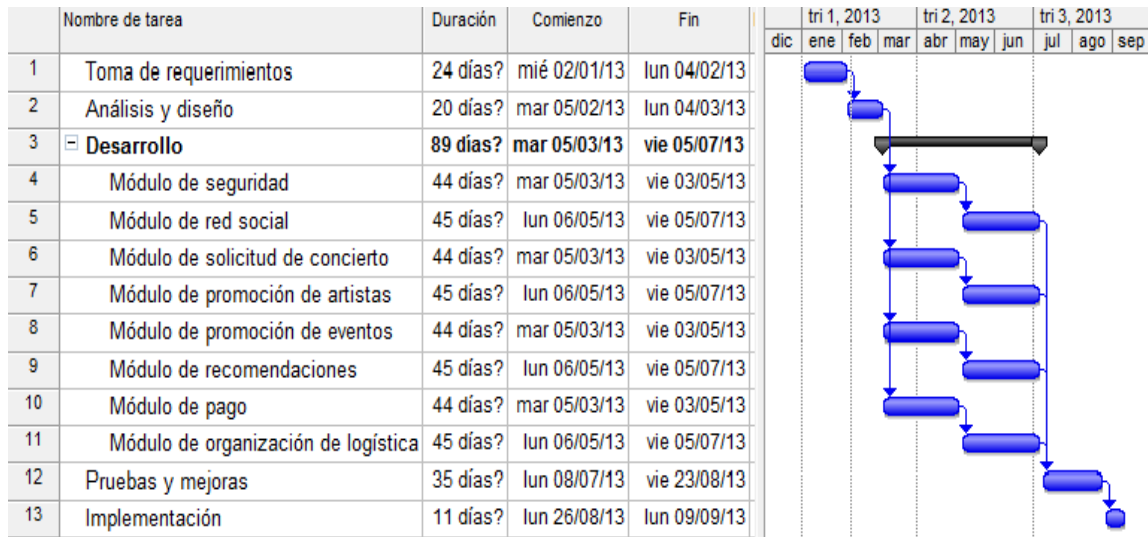 Nombre de tarea Duración Comienzo Fin tri 1, 2013 tri 2, 2013 tri 3, 2013
dic ene feb mar abr may jun jul ago sep
1 Toma de requerimientos 24 días? mié 02/01/13 lun 04/02/13
2 Análisis y diseño 20 días? mar 05/02/13 lun 04/03/13
3 Desarrollo 89 días? mar 05/03/13 vie 05/07/13
4 Módulo de seguridad 44 días? mar 05/03/13 vie 03/05/13
5 Módulo de red social 45 días? lun 06/05/13 vie 05/07/13
6 Módulo de solicitud de concierto 44 días? mar 05/03/13 vie 03/05/13
7 Módulo de promoción de artistas 45 días? lun 06/05/13 vie 05/07/13
8 Módulo de promoción de eventos 44 días? mar 05/03/13 vie 03/05/13
9 Módulo de recomendaciones 45 días? lun 06/05/13 vie 05/07/13
10 Módulo de pago 44 días? mar 05/03/13 vie 03/05/13
11 Módulo de organización de logística 45 días? lun 06/05/13 vie 05/07/13
12 Pruebas y mejoras 35 días? lun 08/07/13 vie 23/08/13
13 Implementación 11 días? lun 26/08/13 lun 09/09/13